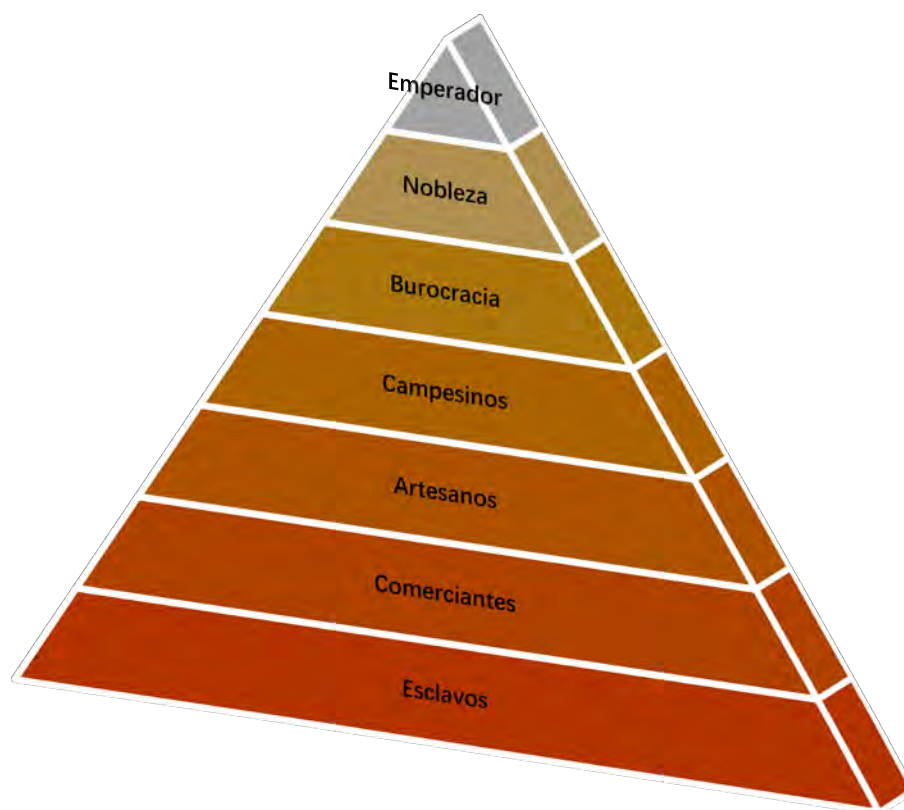 Emperador
Nobleza
Burocracia
Campesinos
Artesanos
Comerciantes
Esclavos